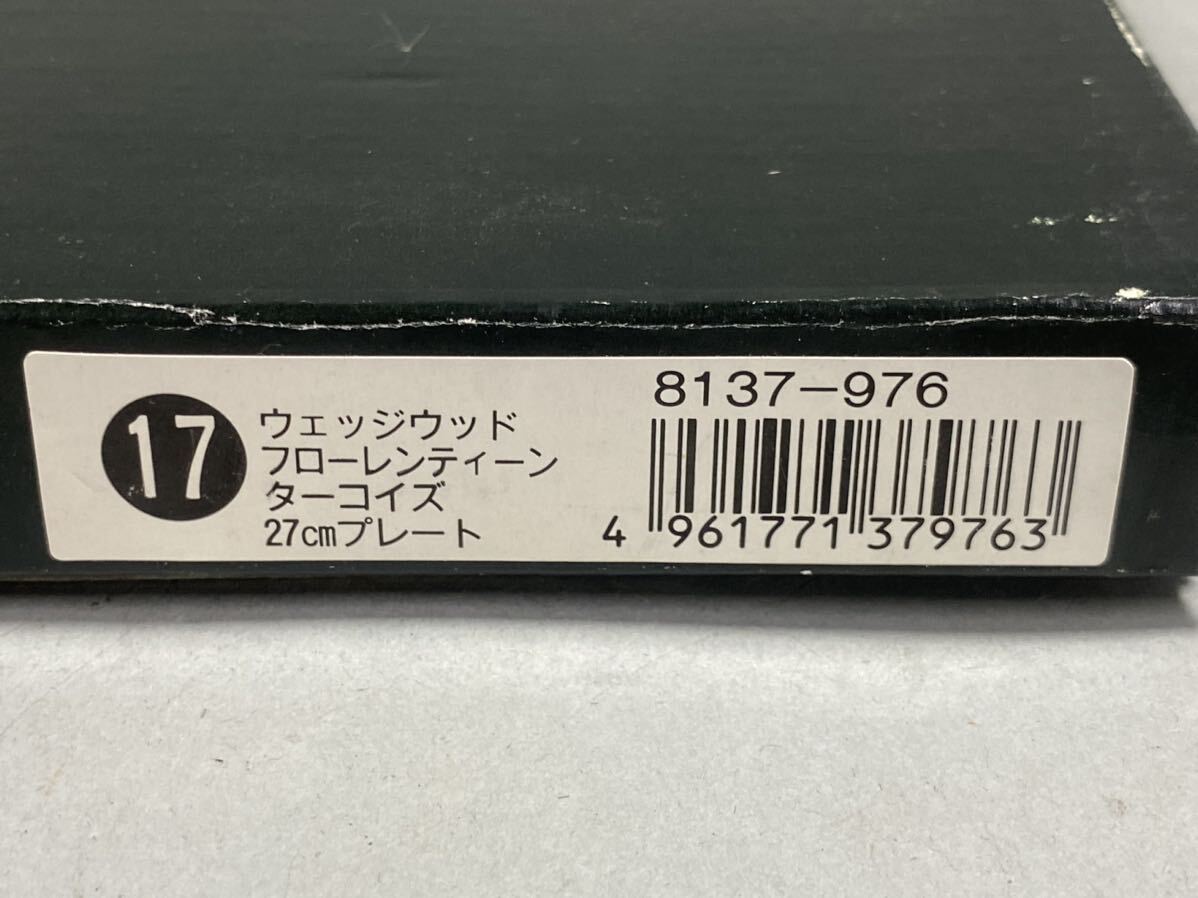 17
ウェッジウッド
フローレンティーン
ターコイズ
27cmプレート
8137-976
4 961771 379763